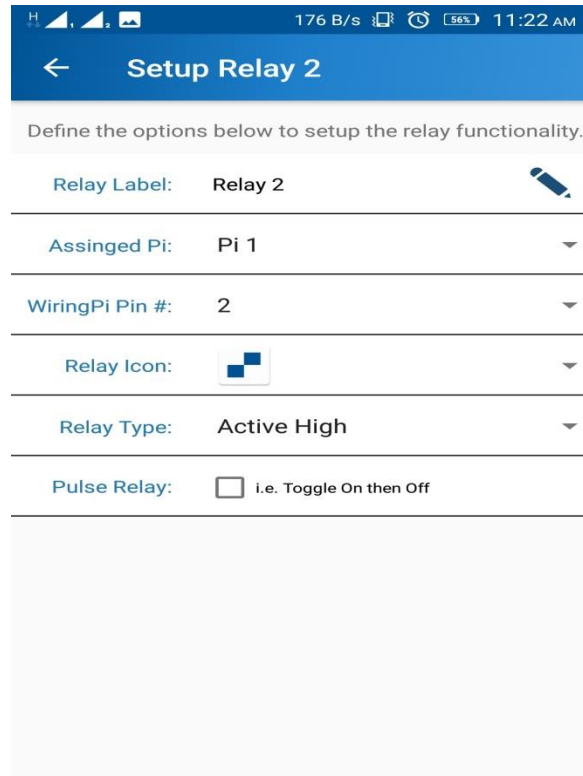 H 1 2 176 B/s 56% 11:22 AM
Setup Relay 2
Define the options below to setup the relay functionality.
Relay Label: Relay 2
Assinged Pi: Pi 1
WiringPi Pin #: 2
Relay Icon:
Relay Type: Active High
Pulse Relay: i.e. Toggle On then Off